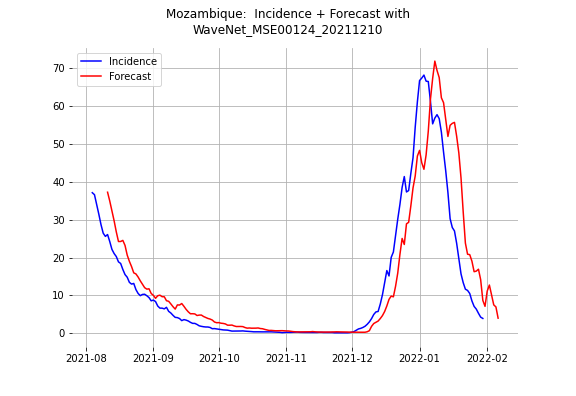 Mozambique:  Incidence + Forecast with
WaveNet_MSE00124_20211210
Incidence
Forecast
70
60
50
40
30
20
10
0
2021-08 2021-09 2021-10 2021-11 2021-12 2022-01 2022-02